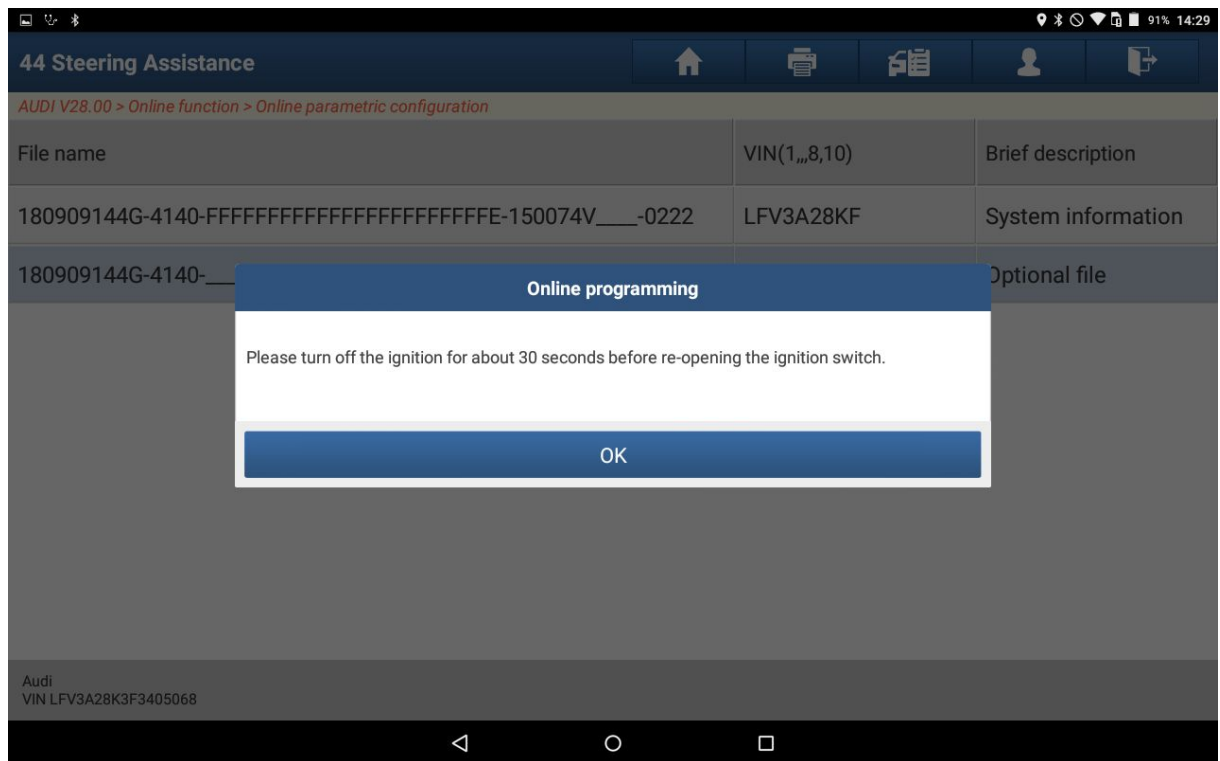 91% 14:29
44 Steering Assistance
AUDI V28.00 > Online function > Online parametric configuration
File name VIN(1,,,8,10) Brief description
180909144G-4140-FFFFFFFFFFFFFFFFFFFFFFFE-150074V____-0222 LFV3A28KF System information
180909144G-4140-___ Optional file
Online programming
Please turn off the ignition for about 30 seconds before re-opening the ignition switch.
OK
Audi
VIN LFV3A28K3F3405068